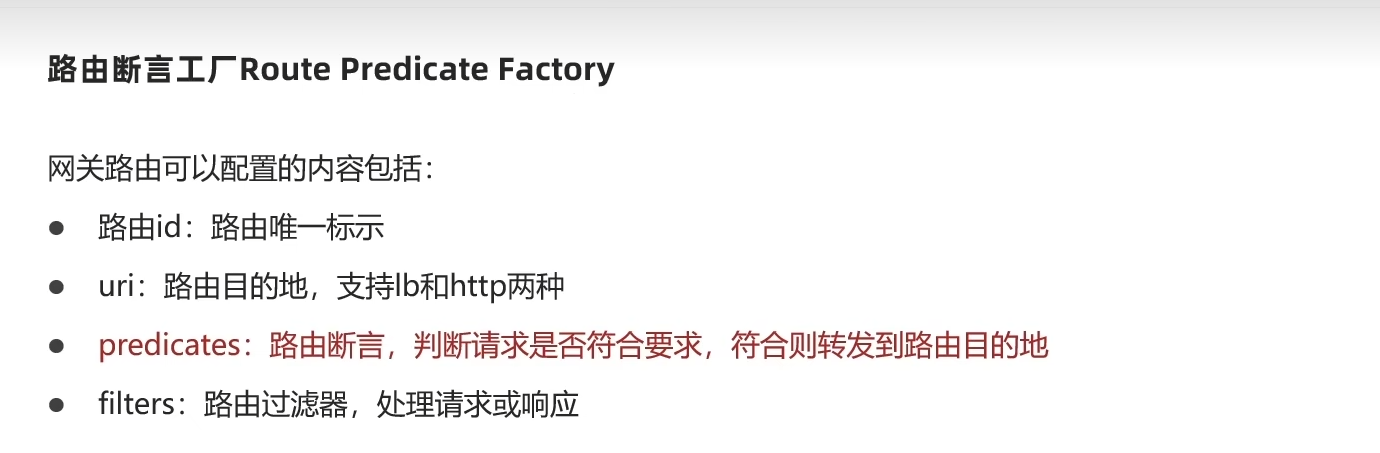 路由断言工厂Route Predicate Factory
网关路由可以配置的内容包括：
● 路由id：路由唯一标示
● uri：路由目的地，支持lb和http两种
● predicates：路由断言，判断请求是否符合要求，符合则转发到路由目的地
● filters：路由过滤器，处理请求或响应